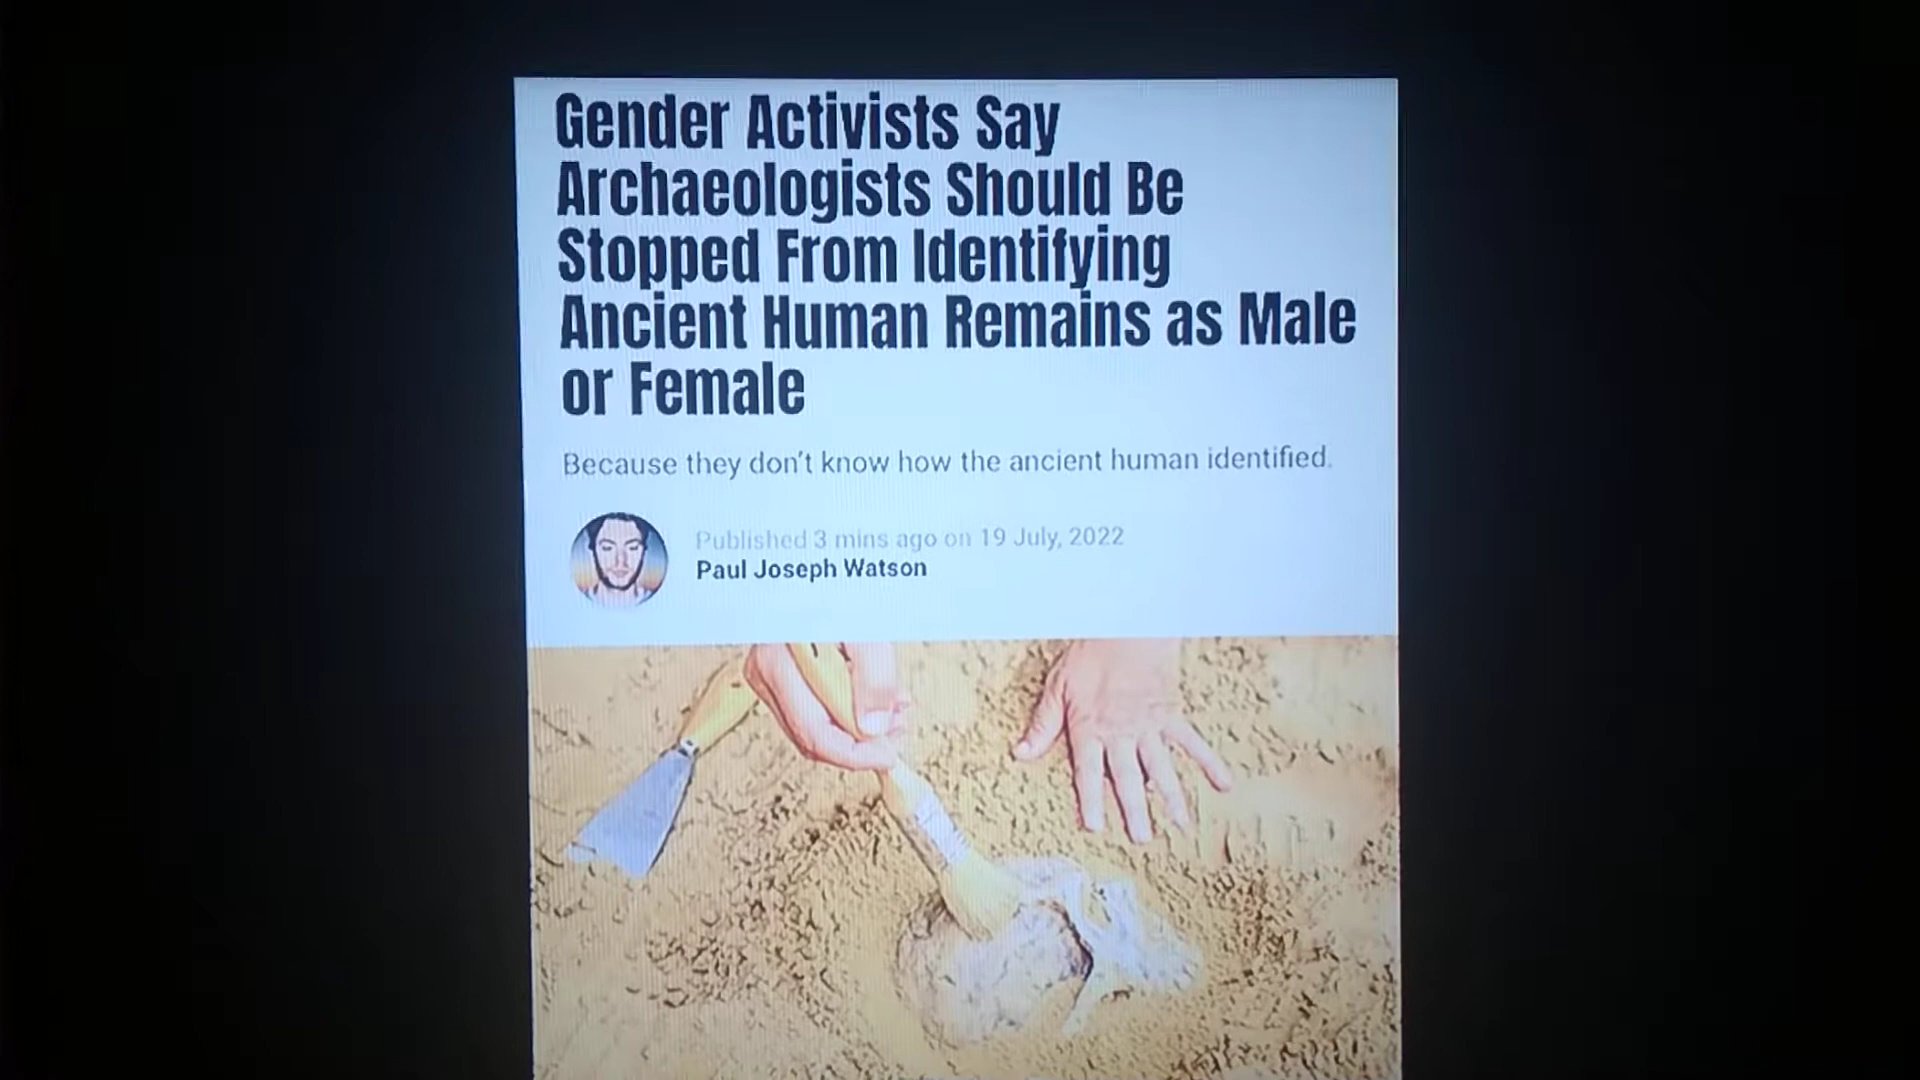 Gender Activists Say
Archaeologists Should Be
Stopped From Identifying
Ancient Human Remains as Male
or Female
Because they don't know how the ancient human identified.
Published 3 mins ago on 19 July, 2022
Paul Joseph Watson